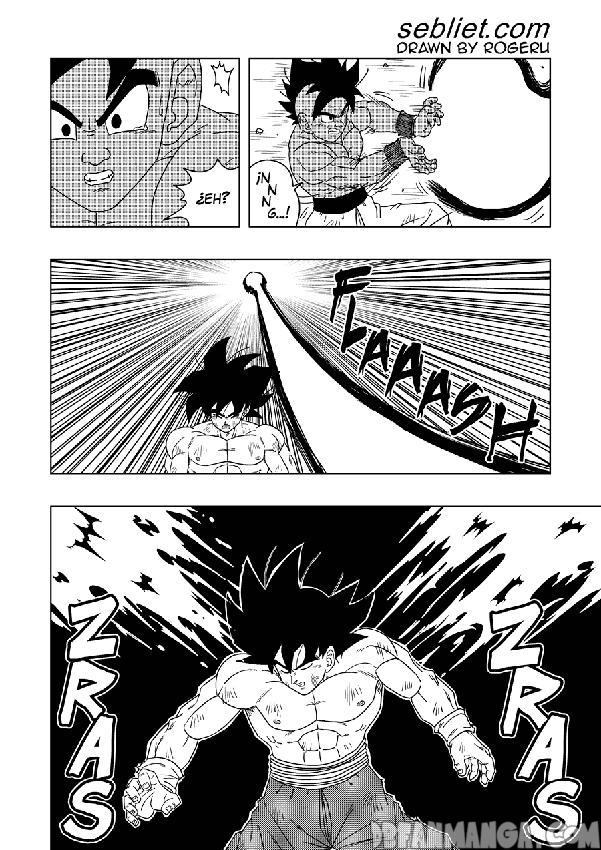 sebliet.com
DRAWN BY ROGERU
¿EH?
¡N
N
N
G...!
FLAAASH
ZRAS
ZRAS
DBFANMANGA.COM